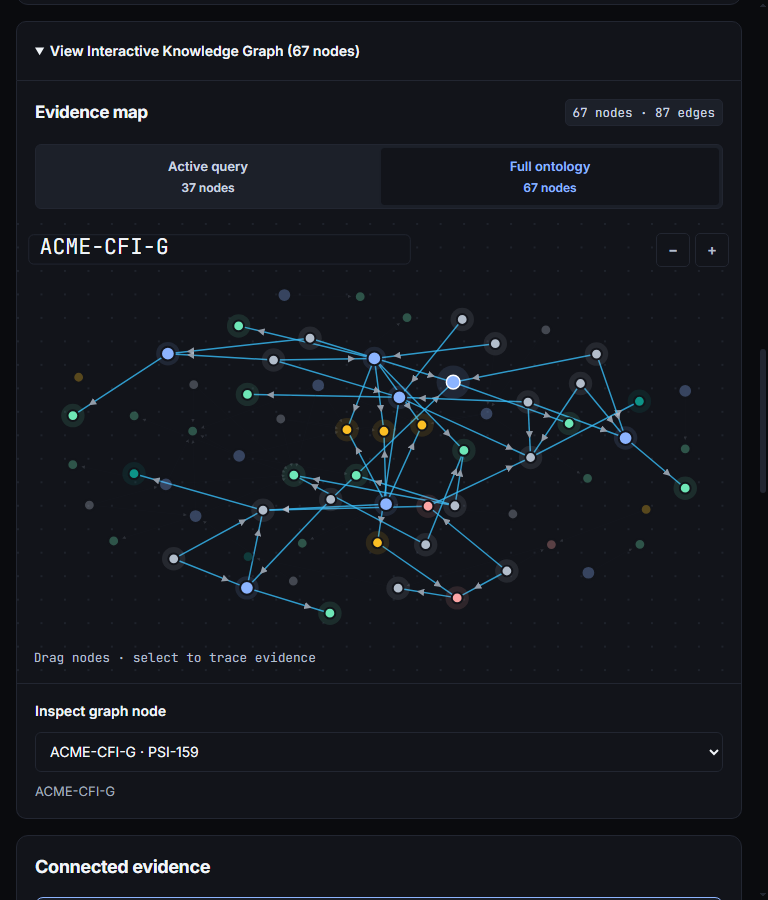 ▼ View Interactive Knowledge Graph (67 nodes)
Evidence map
67 nodes · 87 edges
Active query
37 nodes
Full ontology
67 nodes
ACME-CFI-G
−
+
Drag nodes · select to trace evidence
Inspect graph node
ACME-CFI-G · PSI-159
ACME-CFI-G
Connected evidence